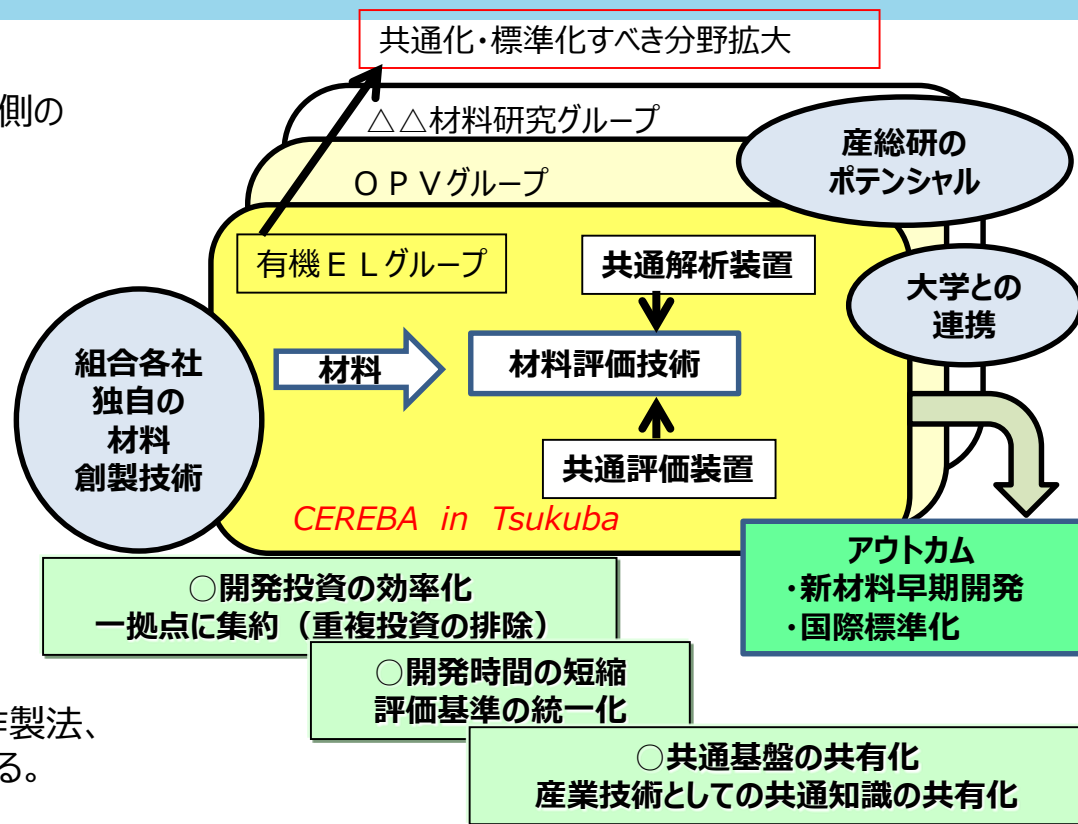 共通化・標準化すべき分野拡大
側の
△△材料研究グループ
ＯＰＶグループ
有機ＥＬグループ
産総研の
ポテンシャル
大学との
連携
共通解析装置
組合各社
独自の
材料
創製技術
材料
材料評価技術
共通評価装置
CEREBA in Tsukuba
アウトカム
・新材料早期開発
・国際標準化
○開発投資の効率化
一拠点に集約（重複投資の排除）
○開発時間の短縮
評価基準の統一化
○共通基盤の共有化
産業技術としての共通知識の共有化
作製法、
る。